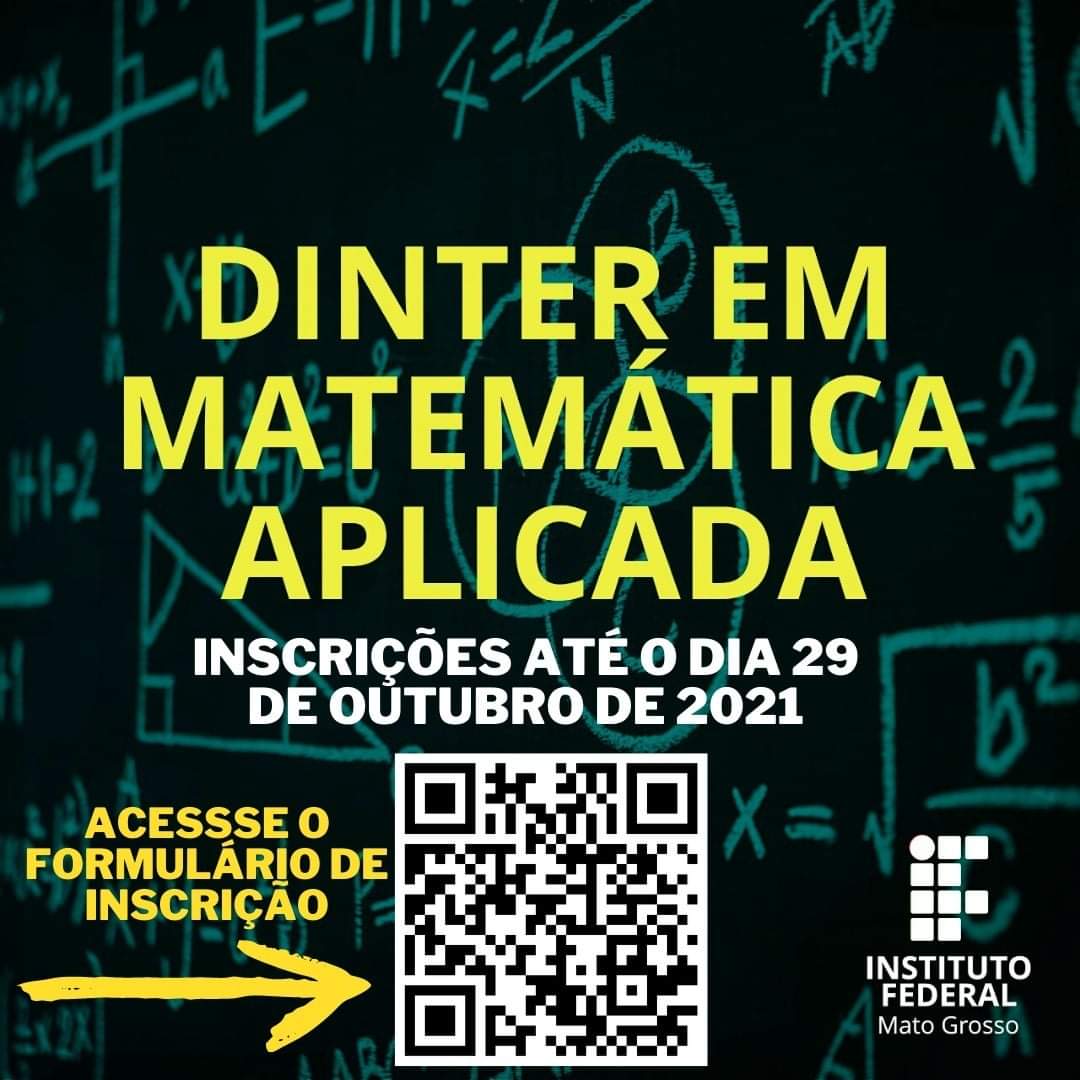 DINTER EM
MATEMÁTICA
APLICADA
INSCRIÇÕES ATÉ O DIA 29
DE OUTUBRO DE 2021
ACESSSE O
FORMULÁRIO DE
INSCRIÇÃO
INSTITUTO
FEDERAL
Mato Grosso